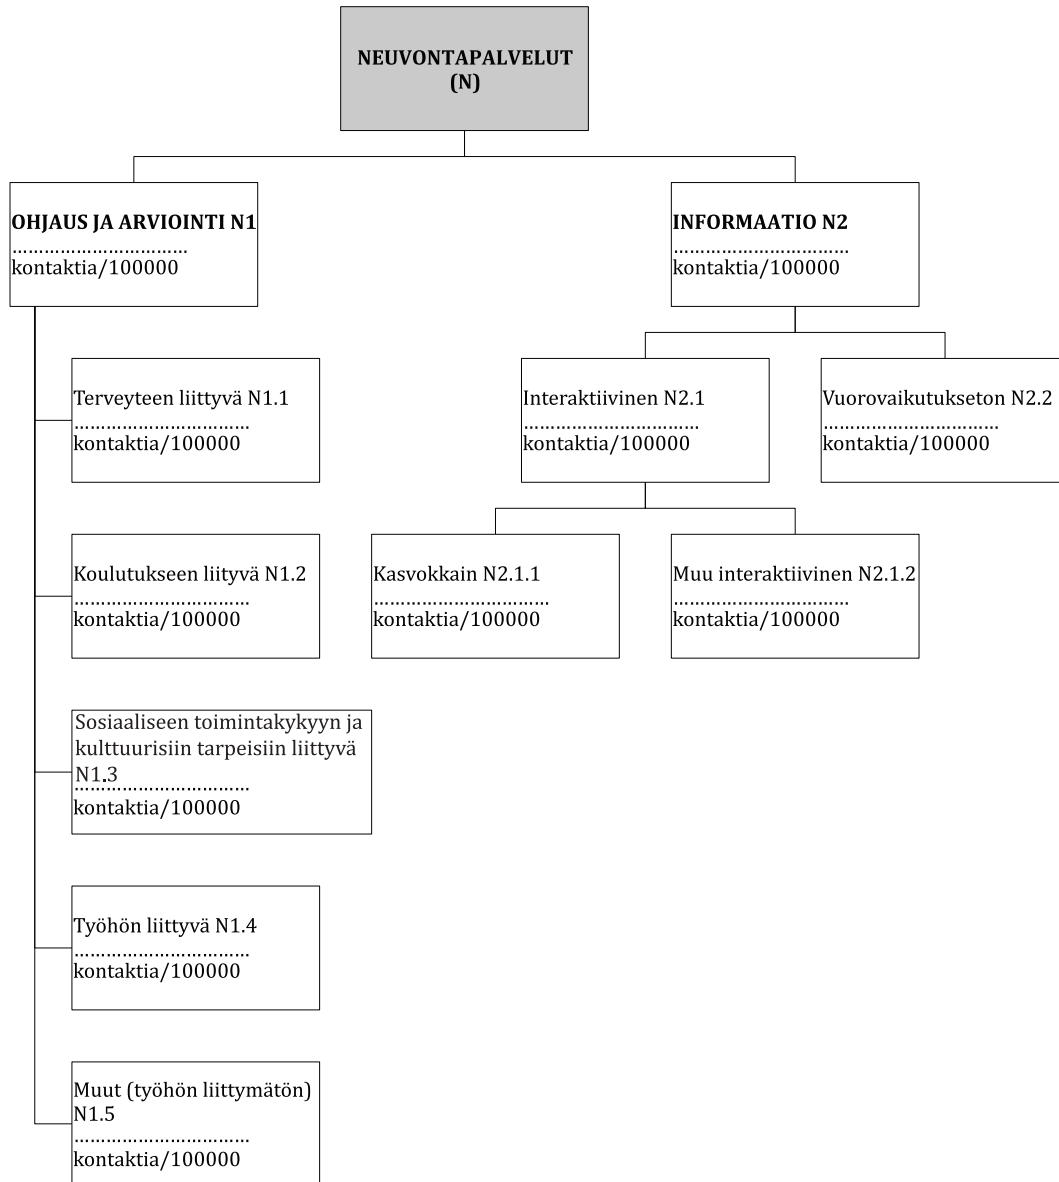 NEUVONTAPALVELUT
(N)
OHJAUS JA ARVIOINTI N1
……………………………
kontaktia/100000
INFORMAATIO N2
……………………………
kontaktia/100000
Terveyteen liittyvä N1.1
……………………………
kontaktia/100000
Interaktiivinen N2.1
……………………………
kontaktia/100000
Vuorovaikutukseton N2.2
……………………………
kontaktia/100000
Koulutukseen liityvä N1.2
……………………………
kontaktia/100000
Kasvokkain N2.1.1
……………………………
kontaktia/100000
Muu interaktiivinen N2.1.2
……………………………
kontaktia/100000
Sosiaaliseen toimintakykyyn ja
kulttuurisiin tarpeisiin liittyvä
N1.3
……………………………
kontaktia/100000
Työhön liittyvä N1.4
……………………………
kontaktia/100000
Muut (työhön liittymätön)
N1.5
……………………………
kontaktia/100000